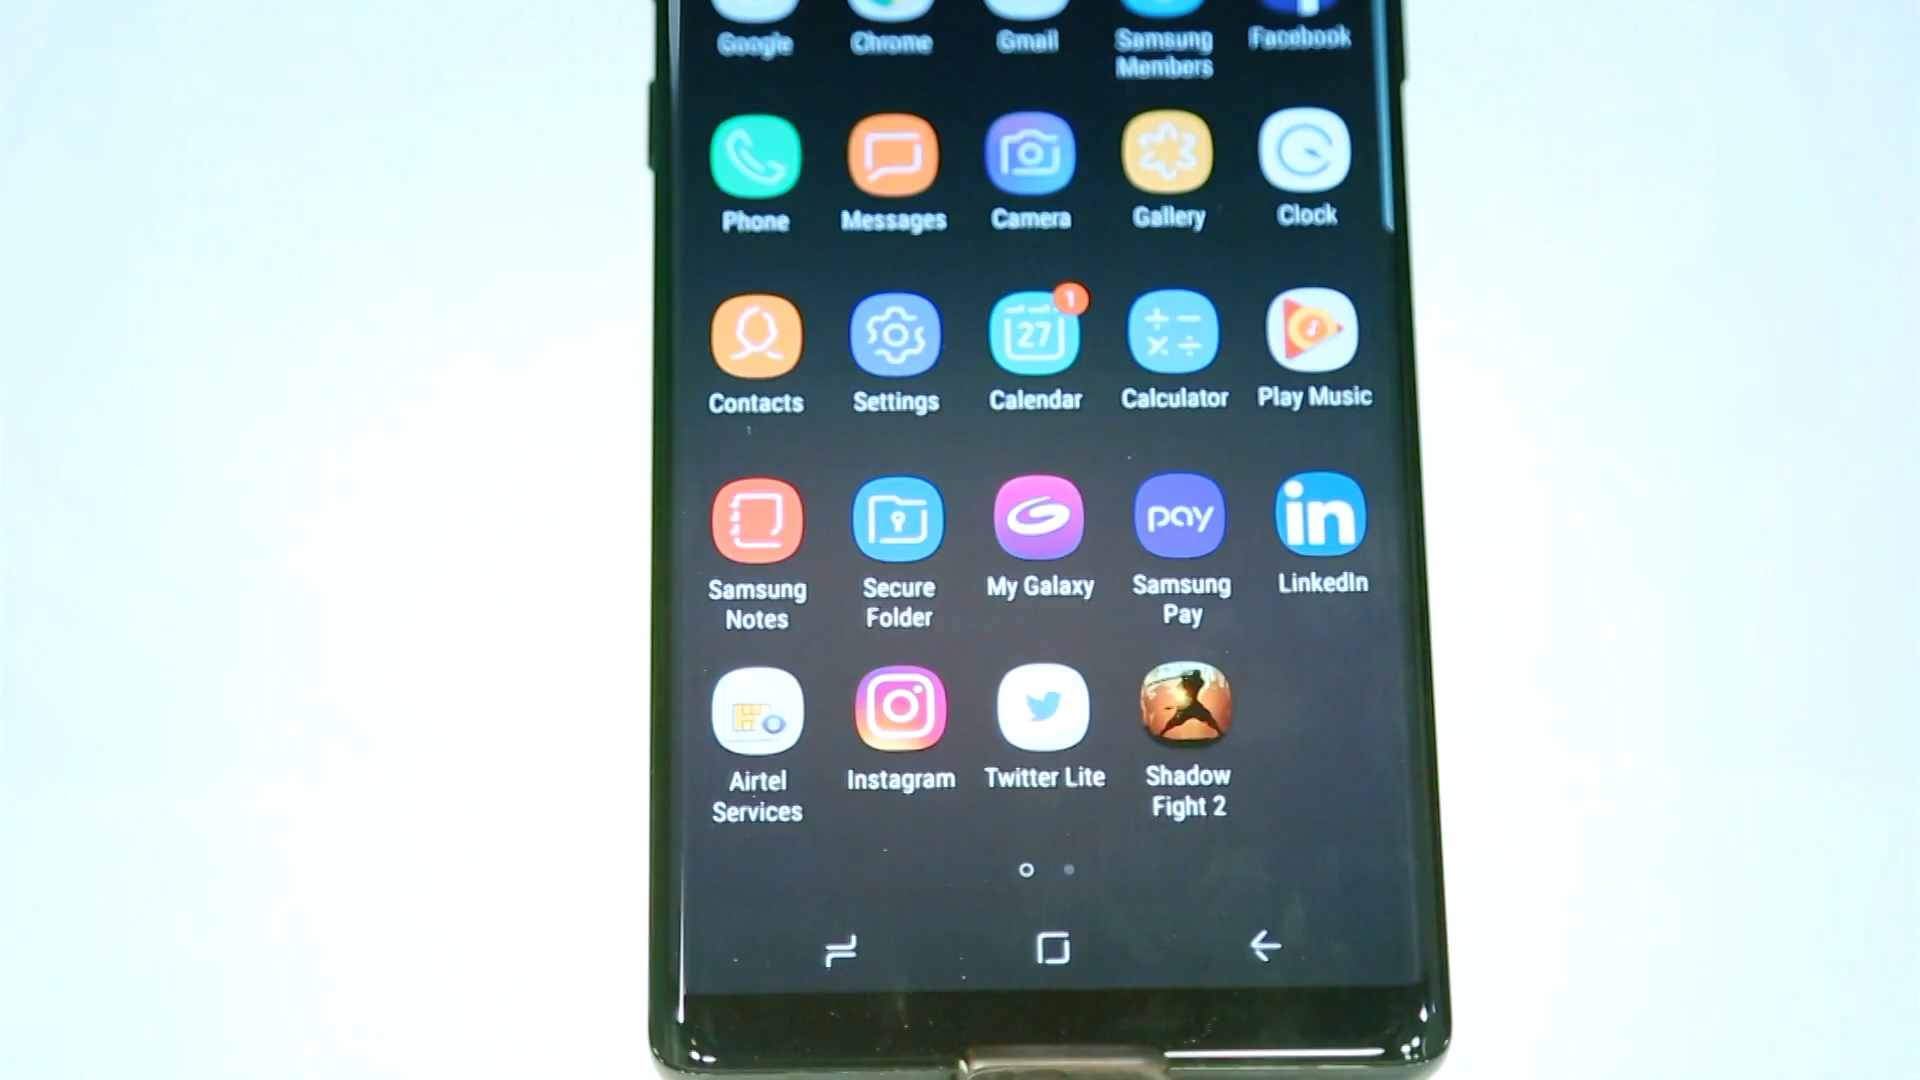 Google Chrome Gmail Samsung Members Facebook
Phone Messages Camera Gallery Clock
1
27
Contacts Settings Calendar Calculator Play Music
pay in
Samsung Notes Secure Folder My Galaxy Samsung Pay LinkedIn
Airtel Services Instagram Twitter Lite Shadow Fight 2